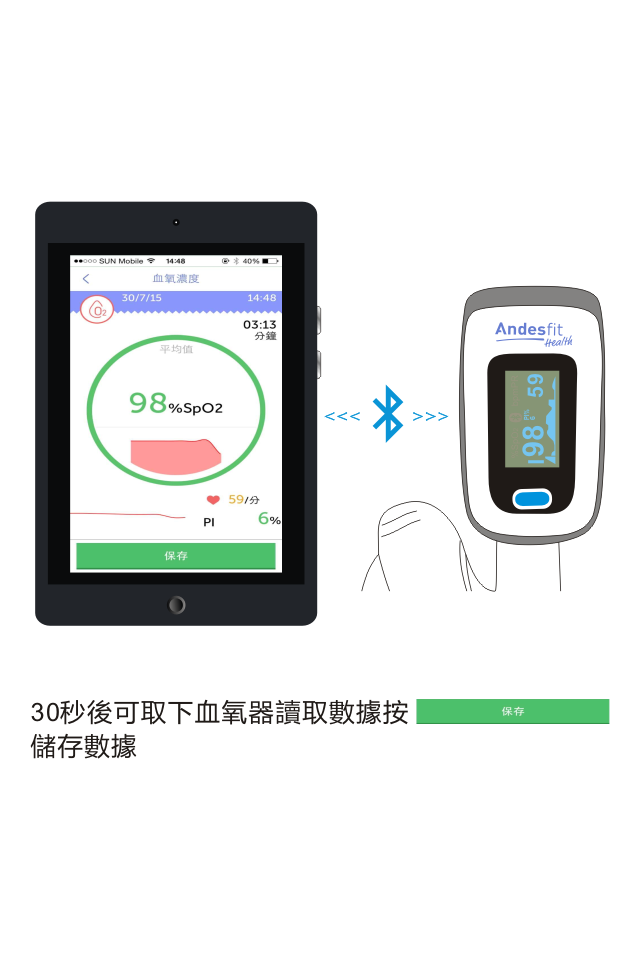 SUN Mobile 14:48 40%
血氧濃度
30/7/15 14:48
O2
03:13
分鐘
平均值
98%SpO2
59/分
PI 6%
保存
Andesfit
Health
98
59
30秒後可取下血氧器讀取數據按 保存
儲存數據